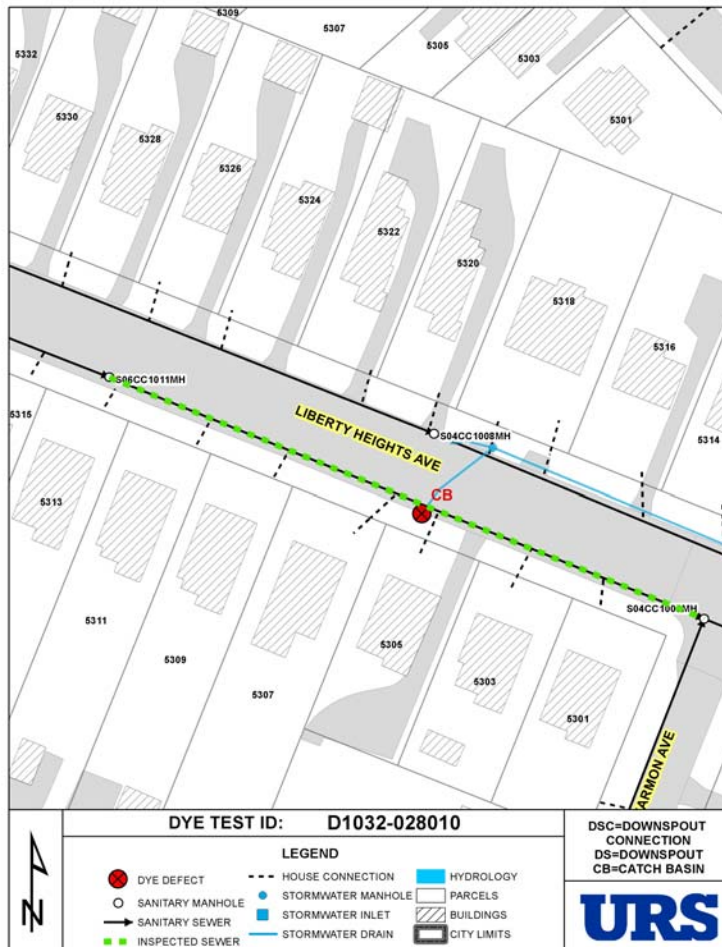 5309
5307
5305
5303
5332
5330
5328
5326
5324
5322
5320
5318
5316
5314
5301
S06CC1011MH
LIBERTY HEIGHTS AVE
S04CC1008MH
CB
5315
5313
5311
5309
5307
5305
5303
5301
ARMON AVE
DYE TEST ID: D1032-028010
LEGEND
DYE DEFECT
SANITARY MANHOLE
SANITARY SEWER
INSPECTED SEWER
HOUSE CONNECTION
STORMWATER MANHOLE
STORMWATER INLET
STORMWATER DRAIN
HYDROLOGY
PARCELS
BUILDINGS
CITY LIMITS
N
DSC=DOWNSPOUT
CONNECTION
DS=DOWNSPOUT
CB=CATCH BASIN
URS